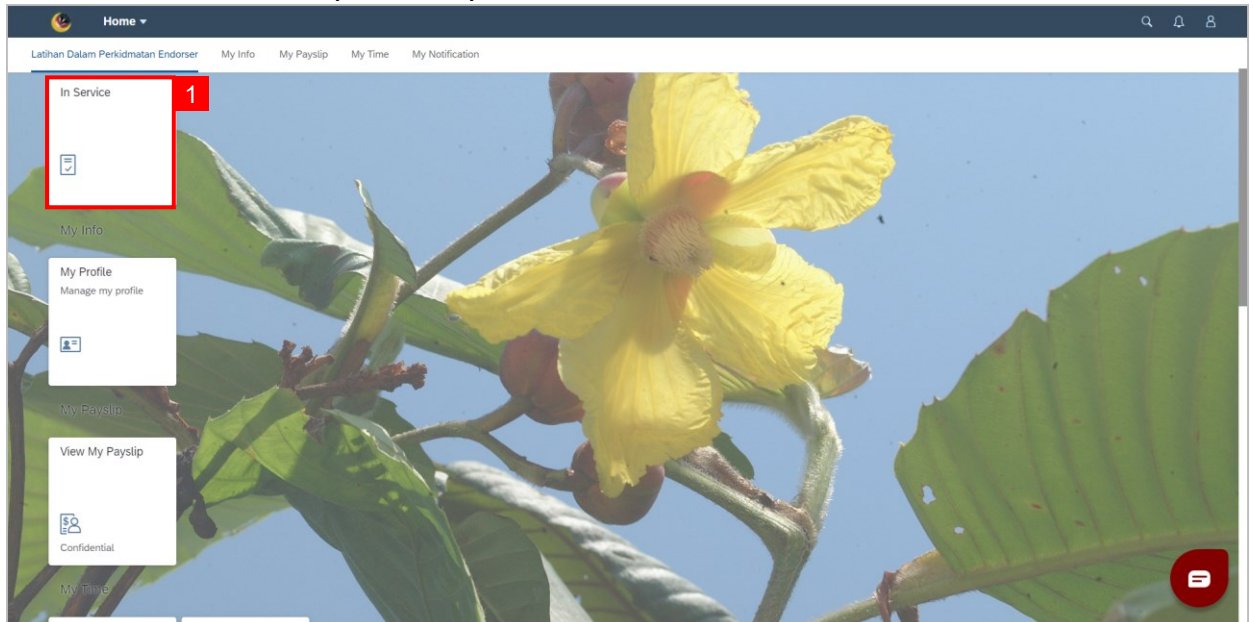 Home
Latihan Dalam Perkidmatan Endorser My Info My Payslip My Time My Notification
In Service
1
My Info
My Profile
Manage my profile
My Payslip
View My Payslip
Confidential
My Time